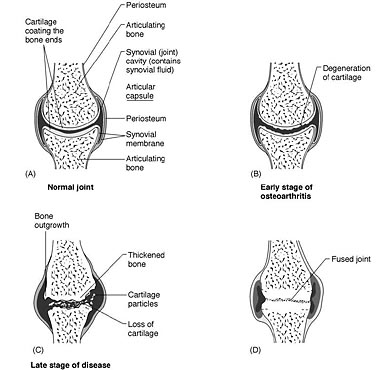 Periosteum
Cartilage
coating the
bone ends
Articulating
bone
Synovial (joint)
cavity (contains
synovial fluid)
Articular
capsule
Periosteum
Synovial
membrane
Articulating
bone
(A)
Normal joint
Degeneration
of cartilage
(B)
Early stage of
osteoarthritis
Bone
outgrowth
Thickened
bone
Cartilage
particles
Loss of
cartilage
(C)
Late stage of disease
Fused joint
(D)